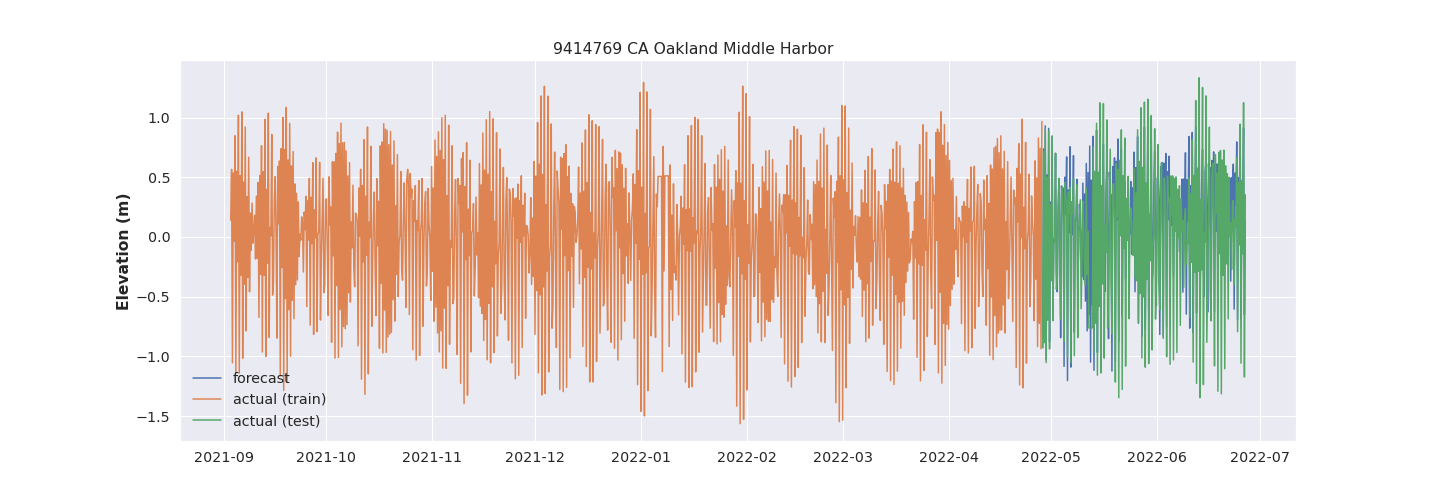 9414769 CA Oakland Middle Harbor
Elevation (m)
1.0
0.5
0.0
−0.5
−1.0
−1.5
forecast
actual (train)
actual (test)
2021-09 2021-10 2021-11 2021-12 2022-01 2022-02 2022-03 2022-04 2022-05 2022-06 2022-07